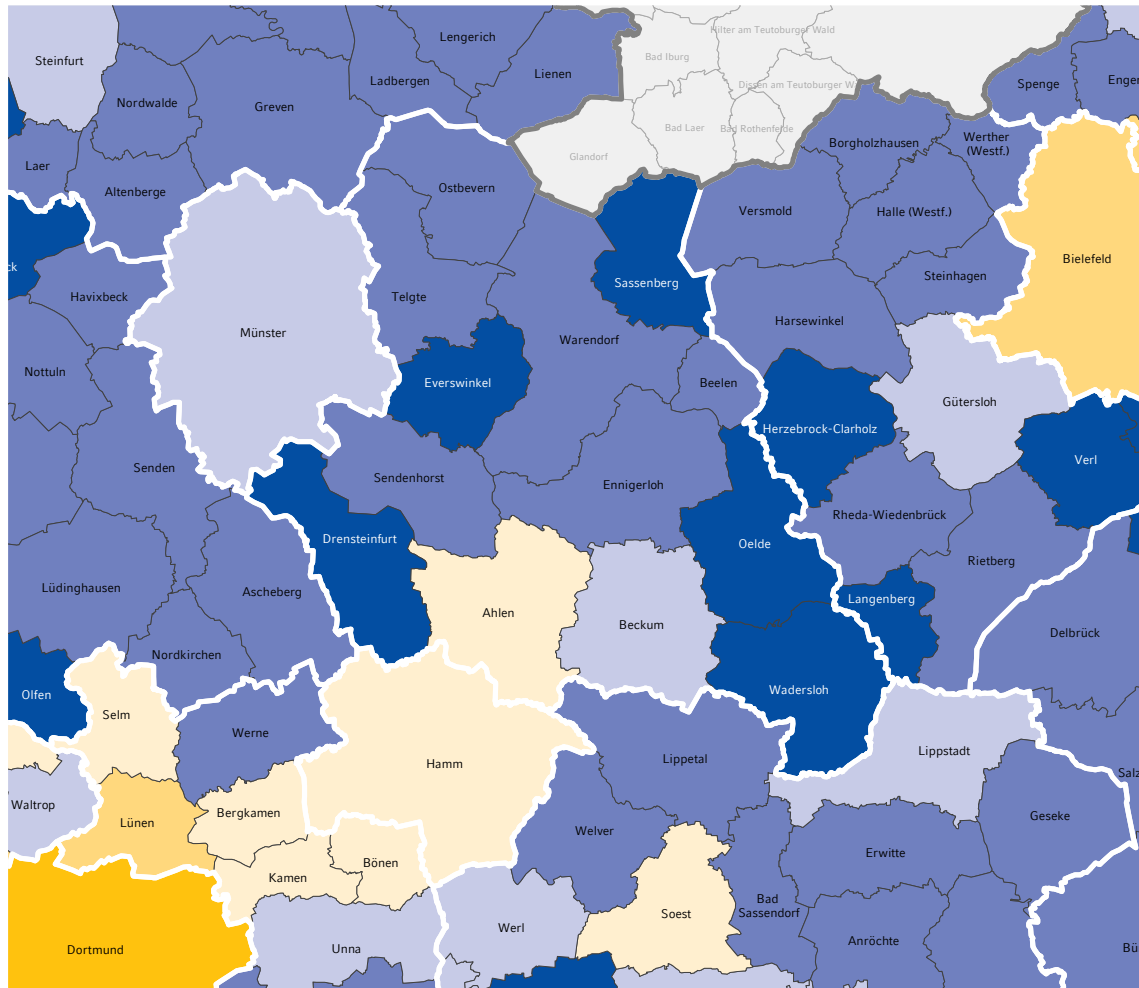 Lengerich
Hilter am Teutoburger Wald
Steinfurt
Bad Iburg
Lienen
Ladbergen
Dissen am Teutoburger W
Spenge
Enger
Nordwalde
Greven
Bad Laer
Bad Rothenfelde
Borgholzhausen
Werther
(Westf.)
Glandorf
Laer
Altenberge
Ostbevern
Versmold
Halle (Westf.)
Bielefeld
ck
Steinhagen
Sassenberg
Havixbeck
Telgte
Münster
Harsewinkel
Warendorf
Nottuln
Everswinkel
Beelen
Gütersloh
Herzebrock-Clarholz
Verl
Senden
Sendenhorst
Ennigerloh
Rheda-Wiedenbrück
Drensteinfurt
Oelde
Rietberg
Lüdinghausen
Ascheberg
Langenberg
Ahlen
Beckum
Delbrück
Nordkirchen
Olfen
Wadersloh
Selm
Werne
Lippstadt
Lippetal
Hamm
Salz
Waltrop
Bergkamen
Lünen
Geseke
Welver
Erwitte
Bönen
Kamen
Bad
Sassendorf
Soest
Werl
Anröchte
Dortmund
Unna
Bü